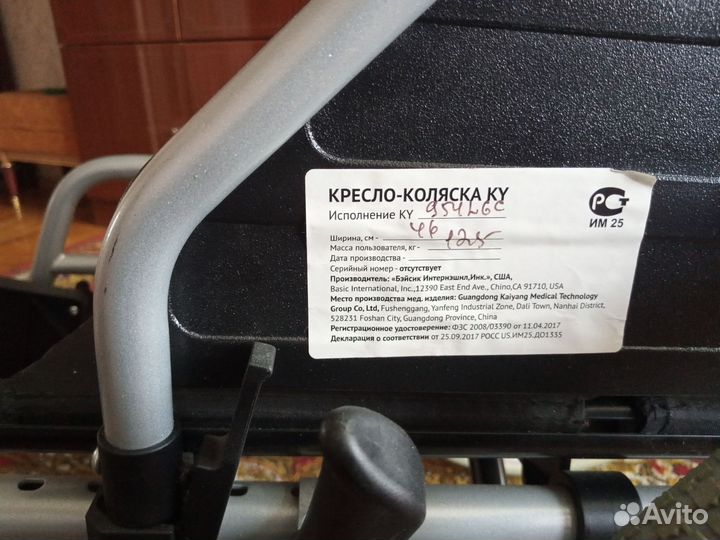 КРЕСЛО-КОЛЯСКА KY
Исполнение KY 954LGC
Ширина, см - 46
Масса пользователя, кг - 125
Дата производства -
Серийный номер - отсутствует
Производитель: «Бэйсик Интернэшнл,Инк.», США,
Basic International, Inc.,12390 East End Ave., Chino,CA 91710, USA
Место производства мед. изделия: Guangdong Kaiyang Medical Technology
Group Co, Ltd, Fushenggang, Yanfeng Industrial Zone, Dali Town, Nanhai District,
528231 Foshan City, Guangdong Province, China
Регистрационное удостоверение: ФЗС 2008/03390 от 11.04.2017
Декларация о соответствии от 25.09.2017 РОСС US.ИМ25.Д01335
РСТ
ИМ 25
Avito